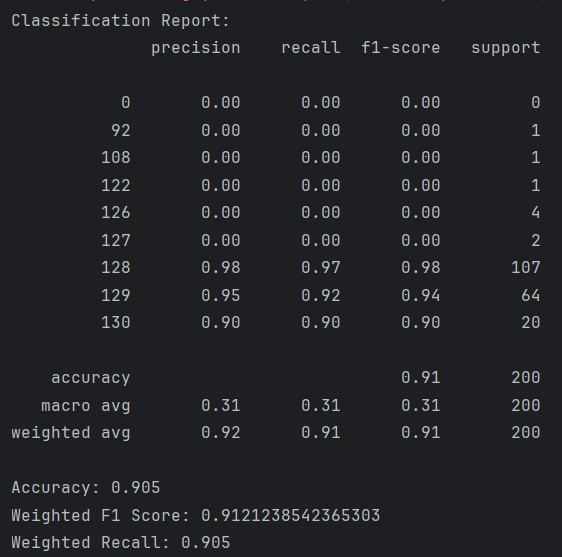 Classification Report:
precision recall f1-score support
0 0.00 0.00 0.00 0
92 0.00 0.00 0.00 1
108 0.00 0.00 0.00 1
122 0.00 0.00 0.00 1
126 0.00 0.00 0.00 4
127 0.00 0.00 0.00 2
128 0.98 0.97 0.98 107
129 0.95 0.92 0.94 64
130 0.90 0.90 0.90 20
accuracy 0.91 200
macro avg 0.31 0.31 0.31 200
weighted avg 0.92 0.91 0.91 200
Accuracy: 0.905
Weighted F1 Score: 0.9121238542365303
Weighted Recall: 0.905